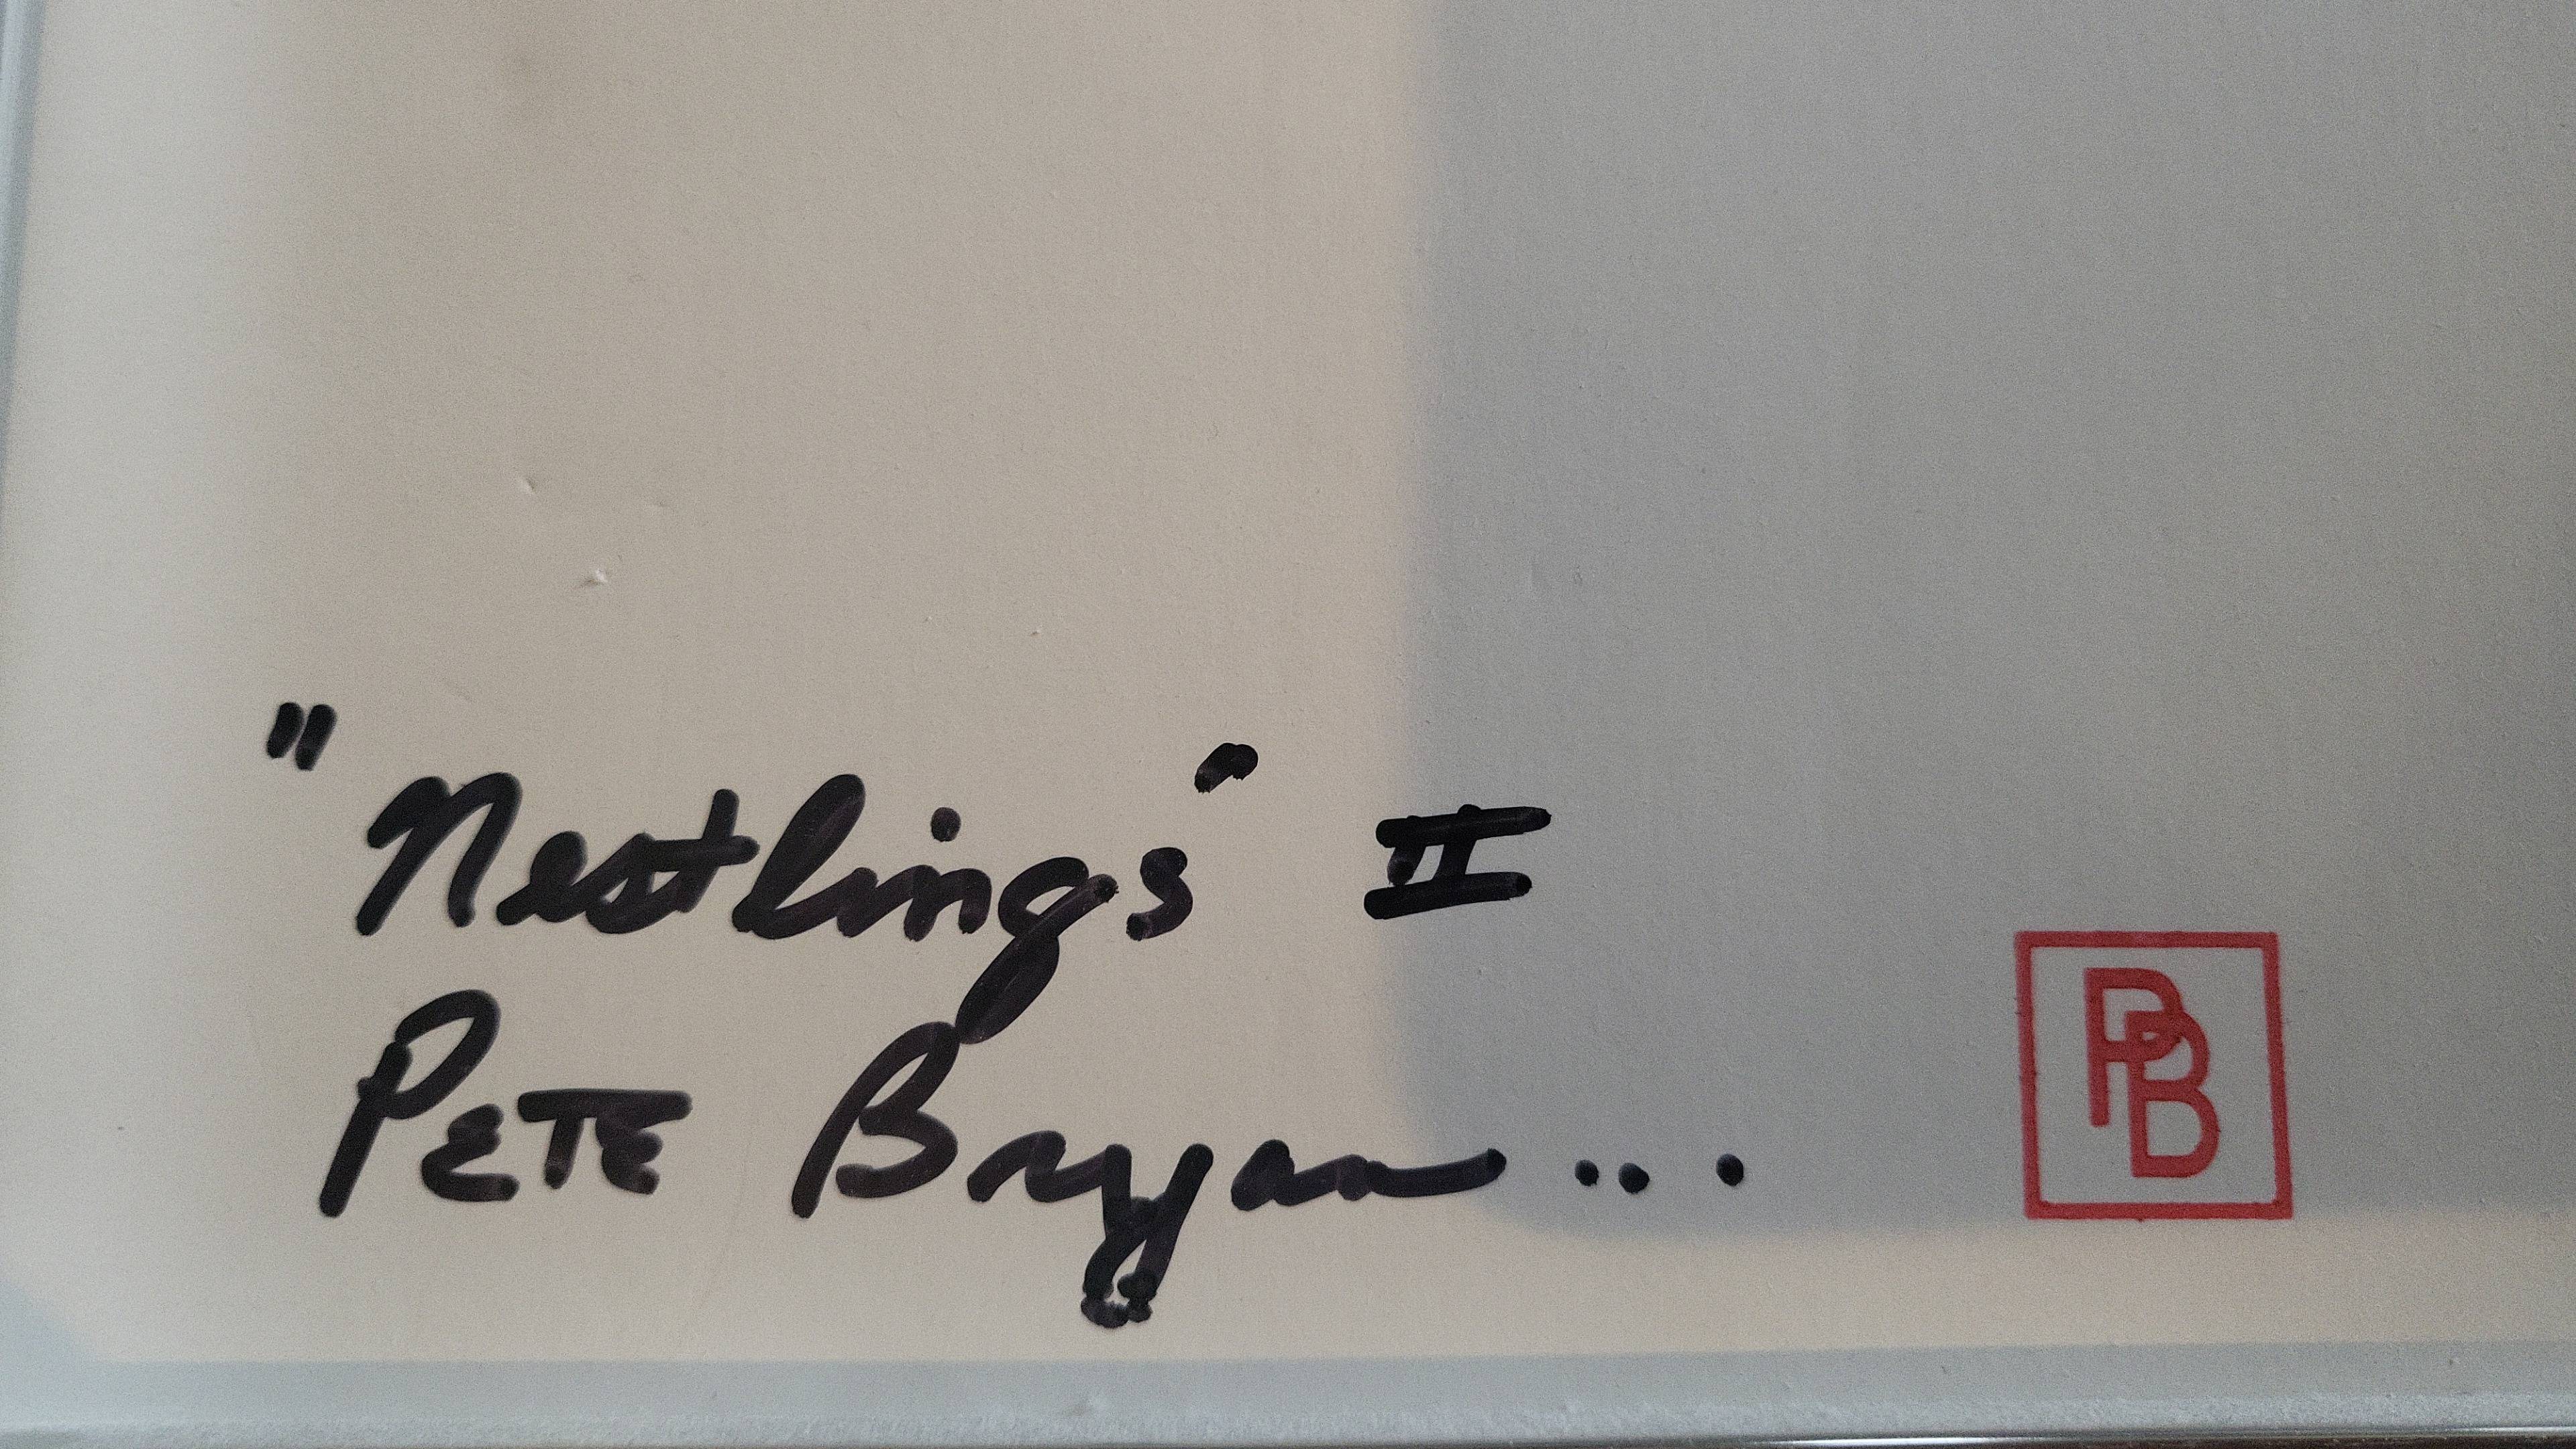 "Nestlings" II
PETE Bryan...
PB